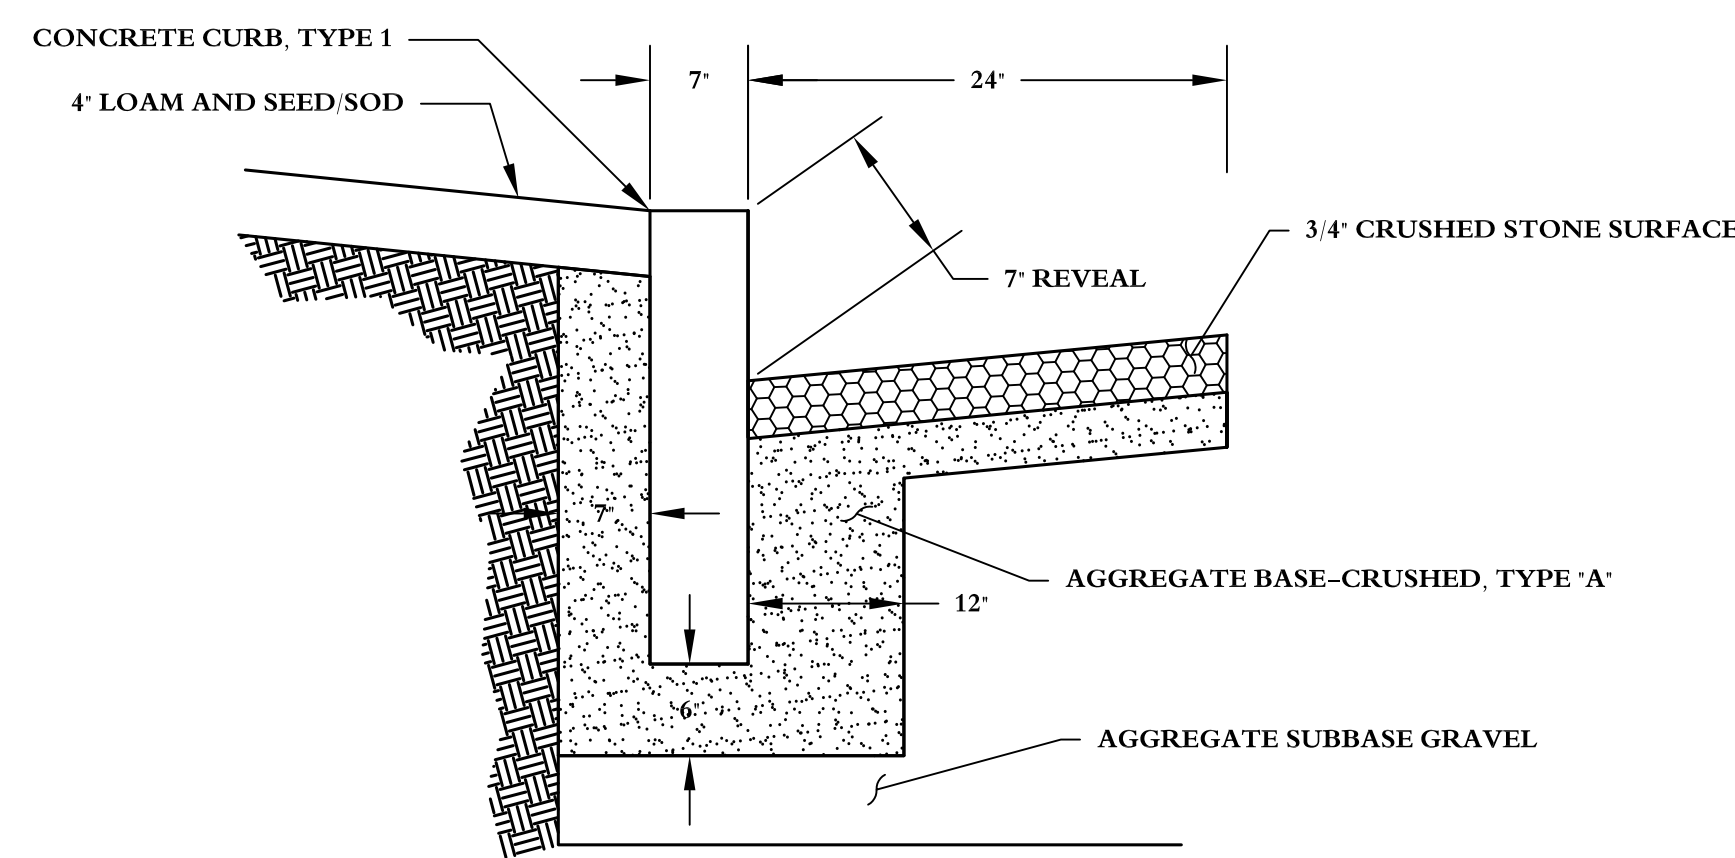 CONCRETE CURB, TYPE 1
7"
24"
4" LOAM AND SEED/SOD
3/4" CRUSHED STONE SURFACE
7" REVEAL
7"
AGGREGATE BASE-CRUSHED, TYPE "A"
12"
6"
AGGREGATE SUBBASE GRAVEL